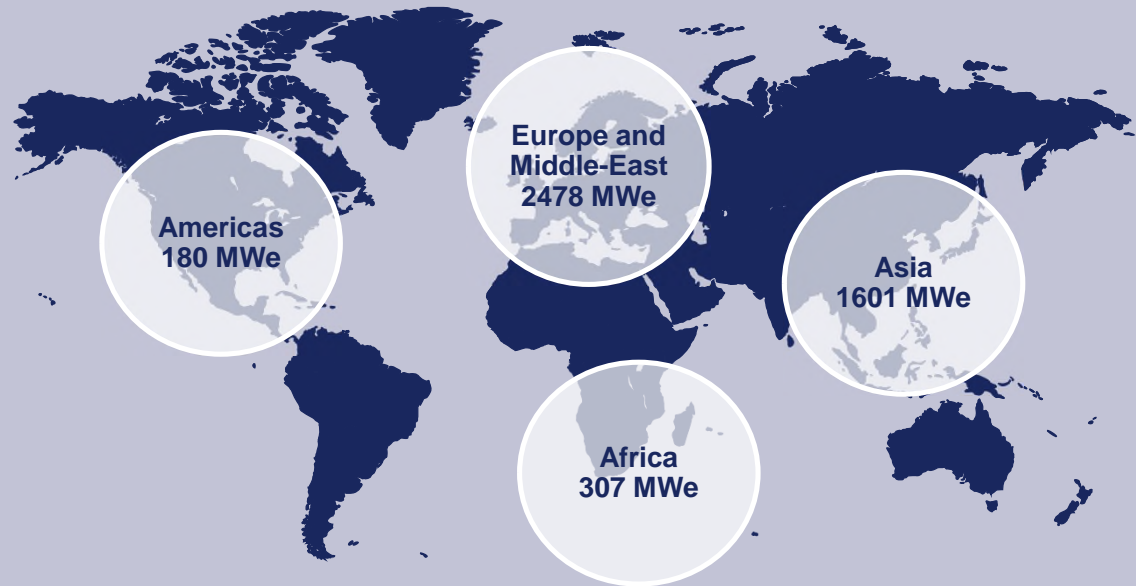 Europe and
Middle-East
2478 MWe
Americas
180 MWe
Asia
1601 MWe
Africa
307 MWe